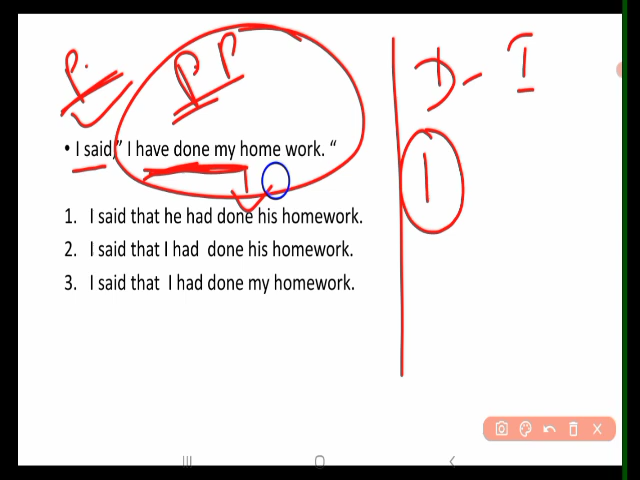 P. P P D - I
• I said," I have done my home work. “
1
1. I said that he had done his homework.
2. I said that I had done his homework.
3. I said that I had done my homework.